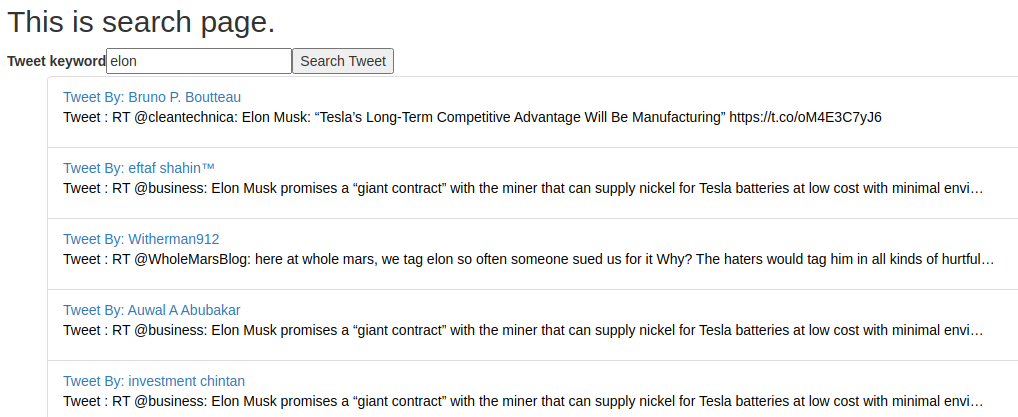 This is search page.
Tweet keyword elon Search Tweet
Tweet By: Bruno P. Boutteau
Tweet : RT @cleantechnica: Elon Musk: “Tesla’s Long-Term Competitive Advantage Will Be Manufacturing” https://t.co/oM4E3C7yJ6
Tweet By: eftaf shahin™
Tweet : RT @business: Elon Musk promises a “giant contract” with the miner that can supply nickel for Tesla batteries at low cost with minimal envi…
Tweet By: Witherman912
Tweet : RT @WholeMarsBlog: here at whole mars, we tag elon so often someone sued us for it Why? The haters would tag him in all kinds of hurtful…
Tweet By: Auwal A Abubakar
Tweet : RT @business: Elon Musk promises a “giant contract” with the miner that can supply nickel for Tesla batteries at low cost with minimal envi…
Tweet By: investment chintan
Tweet : RT @business: Elon Musk promises a “giant contract” with the miner that can supply nickel for Tesla batteries at low cost with minimal envi…